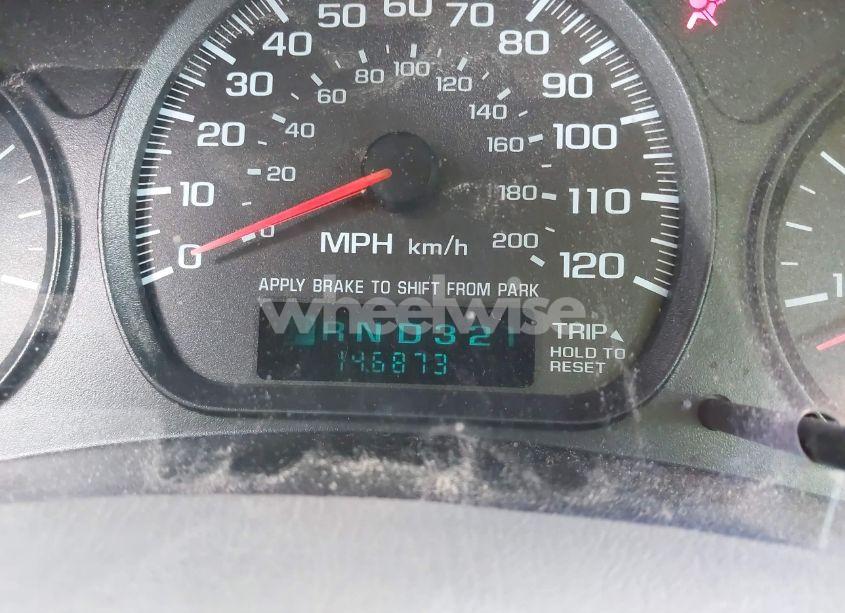 60
50 70
40 80
30 90
20 100
10 110
0 120
100
80 120
60 140
40 160
20 180
0 200
MPH km/h
APPLY BRAKE TO SHIFT FROM PARK
wheelwise
RND321
146873
TRIP
HOLD TO
RESET
1